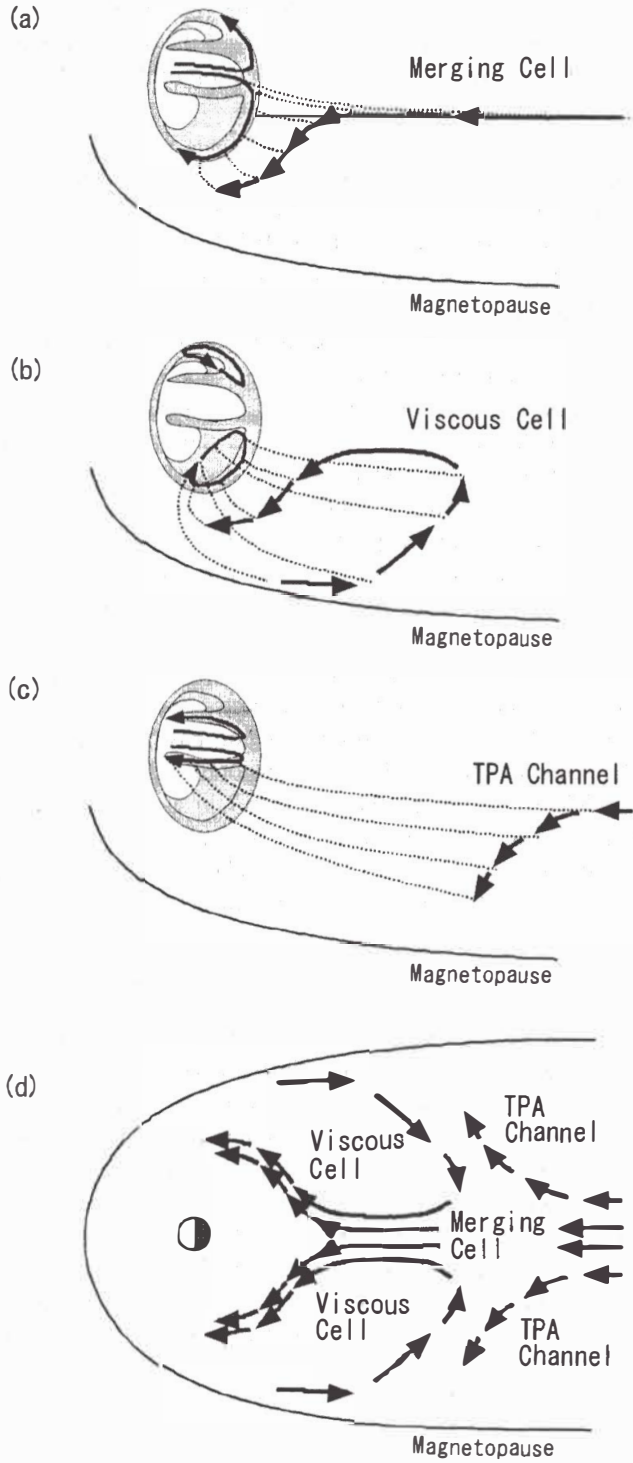 (a)
Merging Cell
Magnetopause
(b)
Viscous Cell
Magnetopause
(c)
TPA Channel
Magnetopause
(d)
TPA
Channel
Viscous
Cell
Merging
Cell
Viscous
Cell
TPA
Channel
Magnetopause